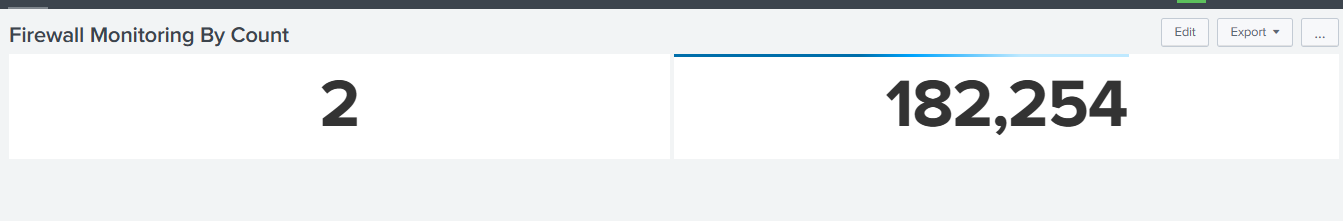 Firewall Monitoring By Count
Edit
Export
...
2
182,254